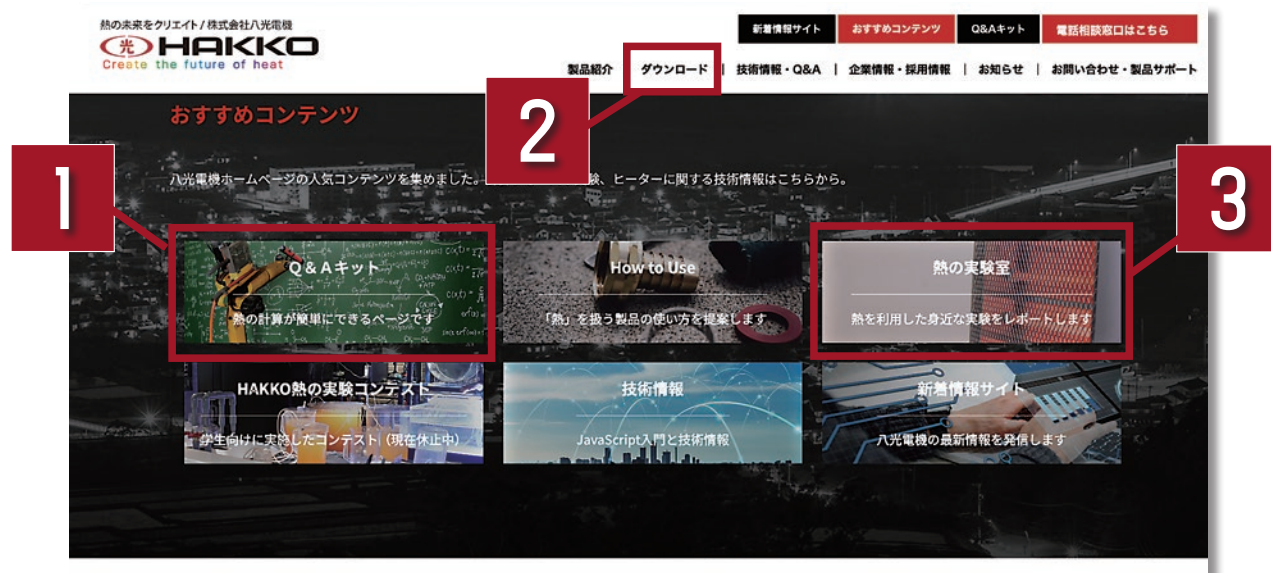 熱の未来をクリエイト / 株式会社八光電機
光 HAKKO
Create the future of heat
新着情報サイト
おすすめコンテンツ
Q&Aキット
電話相談窓口はこちら
製品紹介
ダウンロード |
技術情報・Q&A |
企業情報・採用情報 |
お知らせ |
お問い合わせ・製品サポート
2
おすすめコンテンツ
1
3
八光電機ホームページの人気コンテンツを集めました。
験、ヒーターに関する技術情報はこちらから。
Q & A キット
熱の計算が簡単にできるページです
How to Use
「熱」を扱う製品の使い方を提案します
熱の実験室
熱を利用した身近な実験をレポートします
HAKKO熱の実験コンテスト
学生向けに実施したコンテスト（現在休止中）
技術情報
JavaScript入門と技術情報
新着情報サイト
八光電機の最新情報を発信します